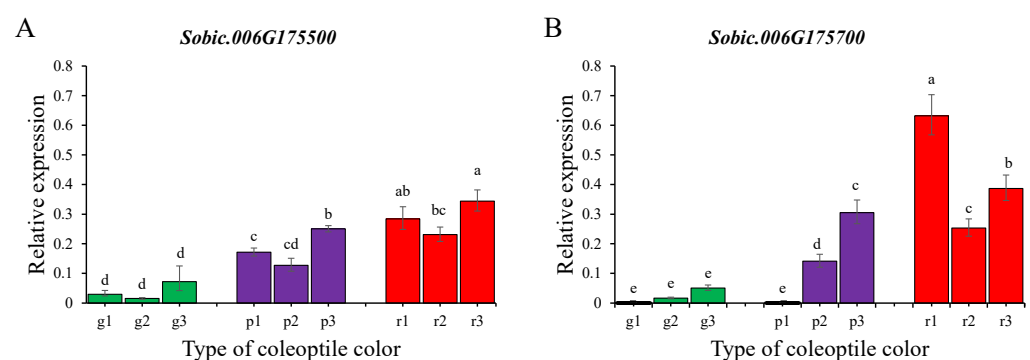 A
Sobic.006G175500
Relative expression
0.8
0.7
0.6
0.5
0.4
0.3
0.2
0.1
0
d
d
d
c
cd
b
ab
bc
a
g1 g2 g3 p1 p2 p3 r1 r2 r3
Type of coleoptile color
B
Sobic.006G175700
Relative expression
0.8
0.7
0.6
0.5
0.4
0.3
0.2
0.1
0
e
e
e
e
d
c
a
c
b
g1 g2 g3 p1 p2 p3 r1 r2 r3
Type of coleoptile color